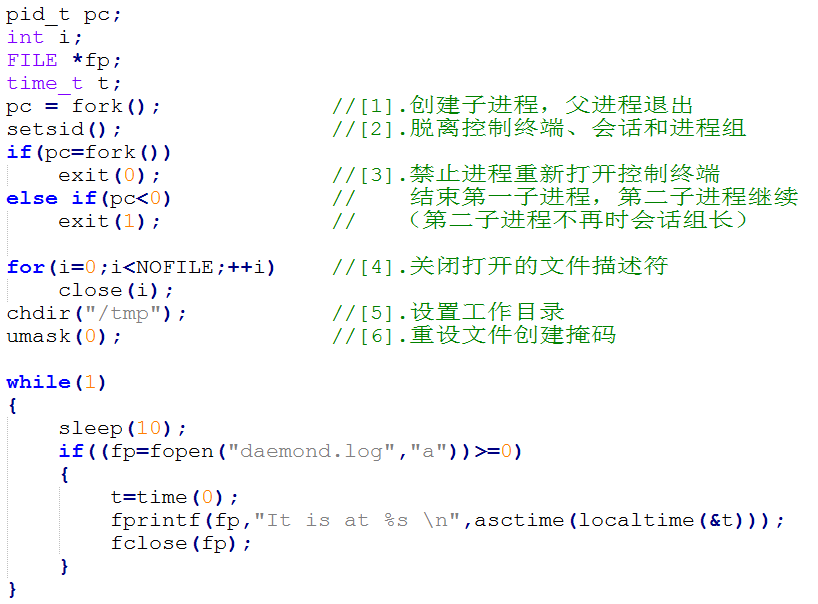 pid_t pc;
int i;
FILE *fp;
time_t t;
pc = fork(); //[1].创建子进程，父进程退出
setsid(); //[2].脱离控制终端、会话和进程组
if(pc=fork())
exit(0); //[3].禁止进程重新打开控制终端
else if(pc<0) // 结束第一子进程，第二子进程继续
exit(1); // （第二子进程不再时会话组长）
for(i=0;i<NOFILE;++i) //[4].关闭打开的文件描述符
close(i);
chdir("/tmp"); //[5].设置工作目录
umask(0); //[6].重设文件创建掩码
while(1)
{
sleep(10);
if((fp=fopen("daemond.log","a"))>=0)
{
t=time(0);
fprintf(fp,"It is at %s \n",asctime(localtime(&t)));
fclose(fp);
}
}